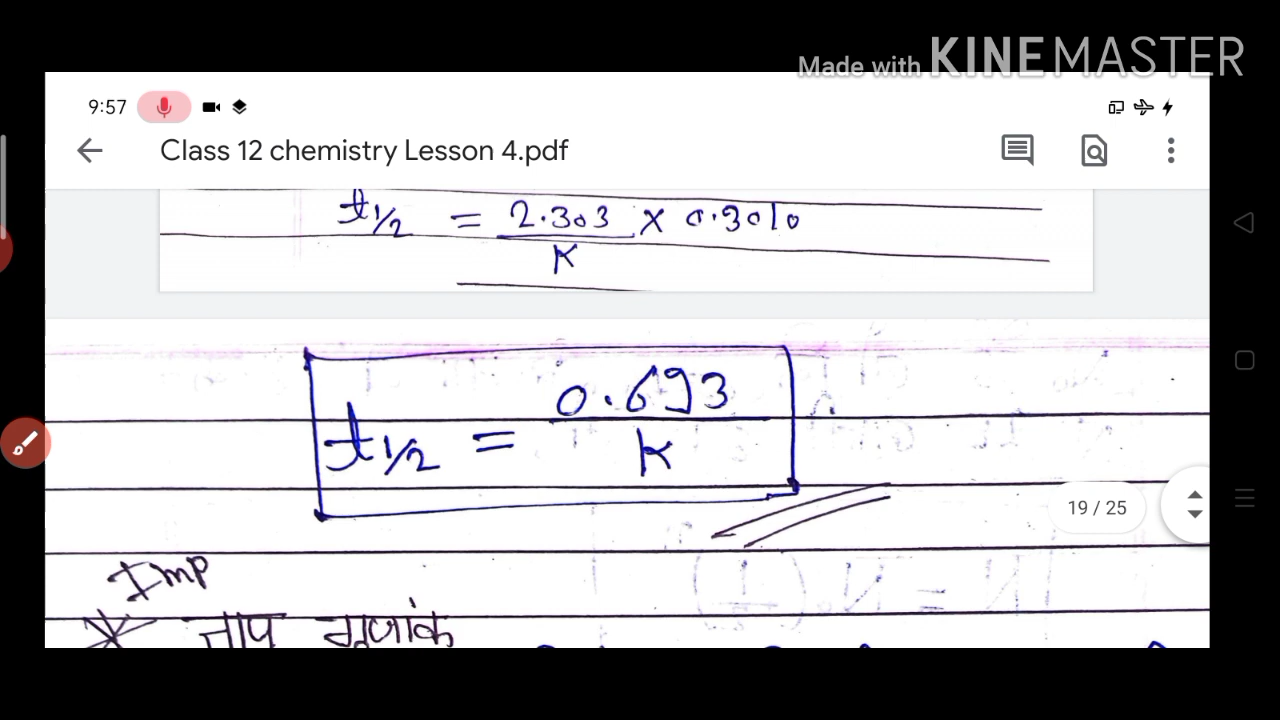 Made with KINEMASTER
9:57
Class 12 chemistry Lesson 4.pdf
t1/2 = 2.303/K × 0.3010
t1/2 = 0.693/K
19 / 25
Imp
* ताप गुणांक